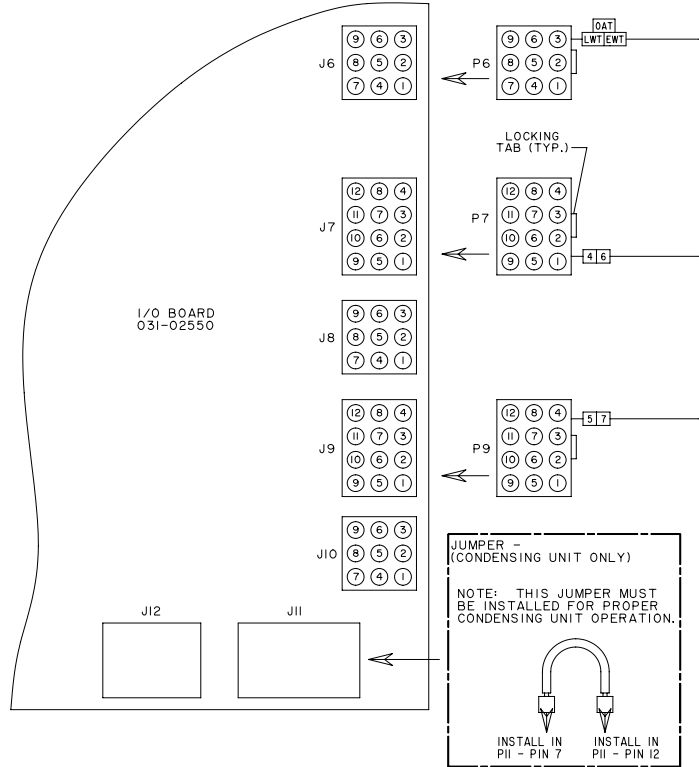 J6
9 6 3
8 5 2
7 4 1
P6
9 6 3
8 5 2
7 4 1
OAT
LWT EWT
LOCKING
TAB (TYP.)
J7
12 8 4
11 7 3
10 6 2
9 5 1
P7
12 8 4
11 7 3
10 6 2
9 5 1
4 6
I/O BOARD
031-02550
J8
9 6 3
8 5 2
7 4 1
J9
12 8 4
11 7 3
10 6 2
9 5 1
P9
12 8 4
11 7 3
10 6 2
9 5 1
5 7
J10
9 6 3
8 5 2
7 4 1
J12
J11
JUMPER -
(CONDENSING UNIT ONLY)
NOTE: THIS JUMPER MUST
BE INSTALLED FOR PROPER
CONDENSING UNIT OPERATION.
INSTALL IN
P11 - PIN 7
INSTALL IN
P11 - PIN 12